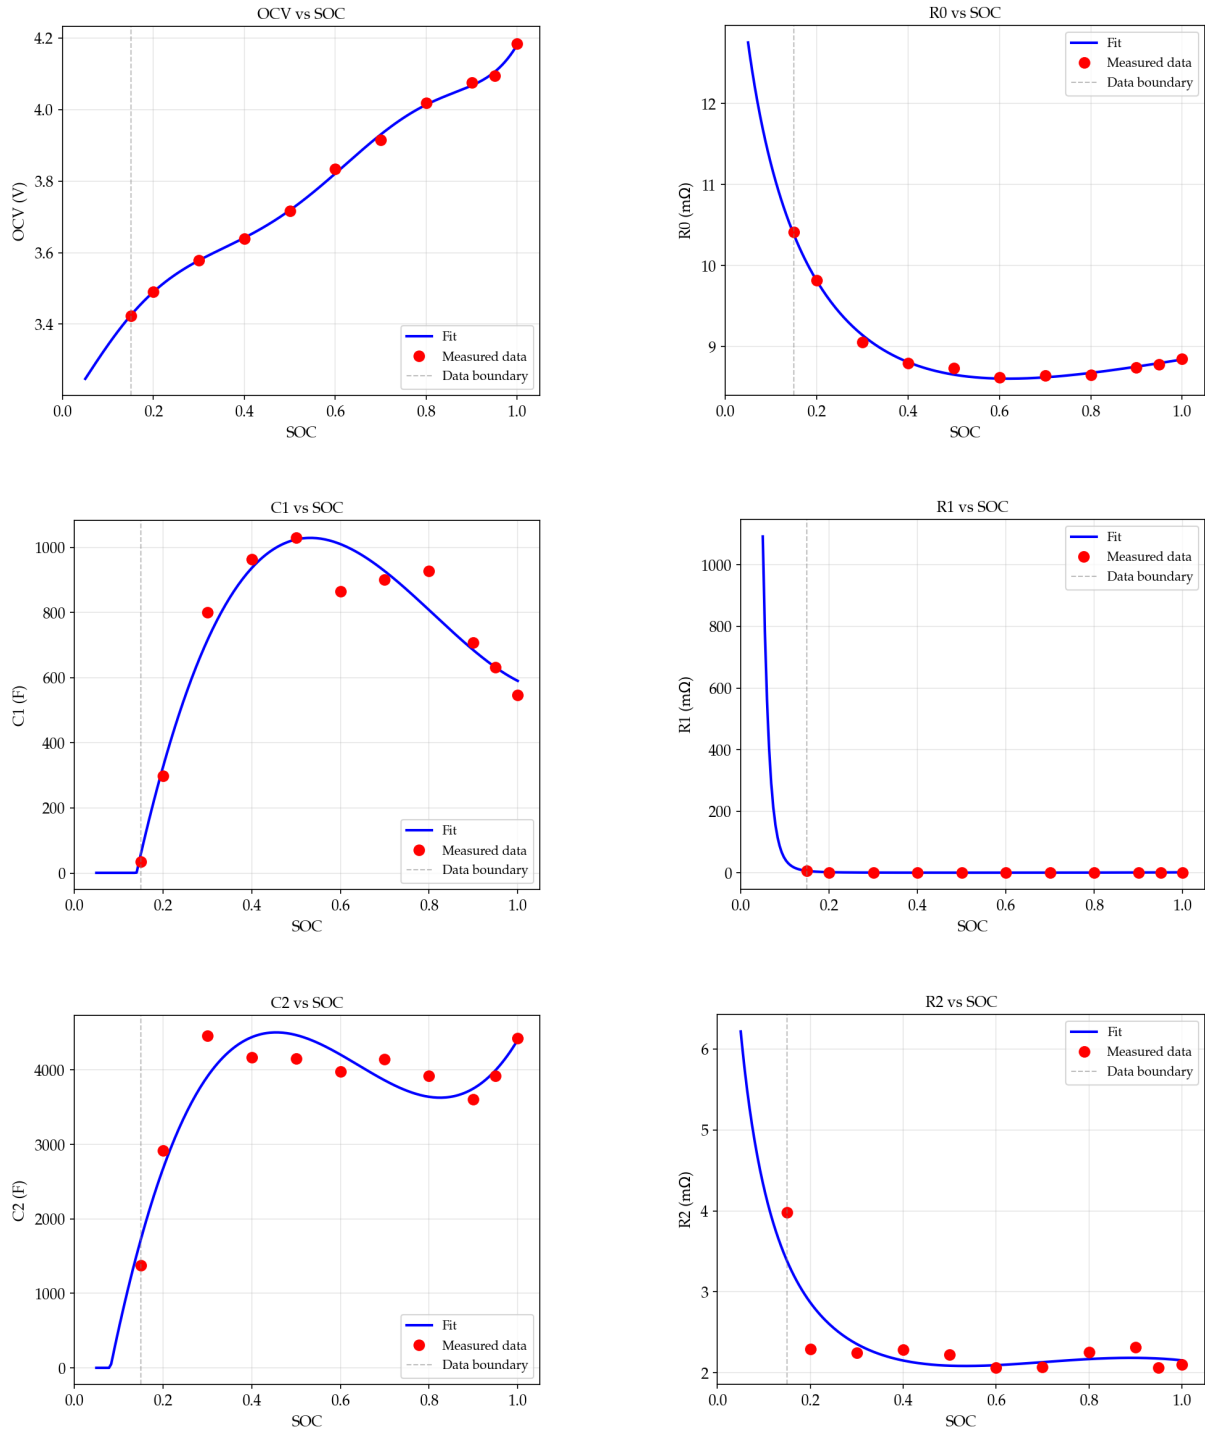 OCV vs SOC
4.2
4.0
3.8
3.6
3.4
OCV (V)
Fit
Measured data
Data boundary
0.0 0.2 0.4 0.6 0.8 1.0
SOC
R0 vs SOC
12
11
10
9
R0 (mΩ)
Fit
Measured data
Data boundary
0.0 0.2 0.4 0.6 0.8 1.0
SOC
C1 vs SOC
1000
800
600
400
200
0
C1 (F)
Fit
Measured data
Data boundary
0.0 0.2 0.4 0.6 0.8 1.0
SOC
R1 vs SOC
1000
800
600
400
200
0
R1 (mΩ)
Fit
Measured data
Data boundary
0.0 0.2 0.4 0.6 0.8 1.0
SOC
C2 vs SOC
4000
3000
2000
1000
0
C2 (F)
Fit
Measured data
Data boundary
0.0 0.2 0.4 0.6 0.8 1.0
SOC
R2 vs SOC
6
5
4
3
2
R2 (mΩ)
Fit
Measured data
Data boundary
0.0 0.2 0.4 0.6 0.8 1.0
SOC